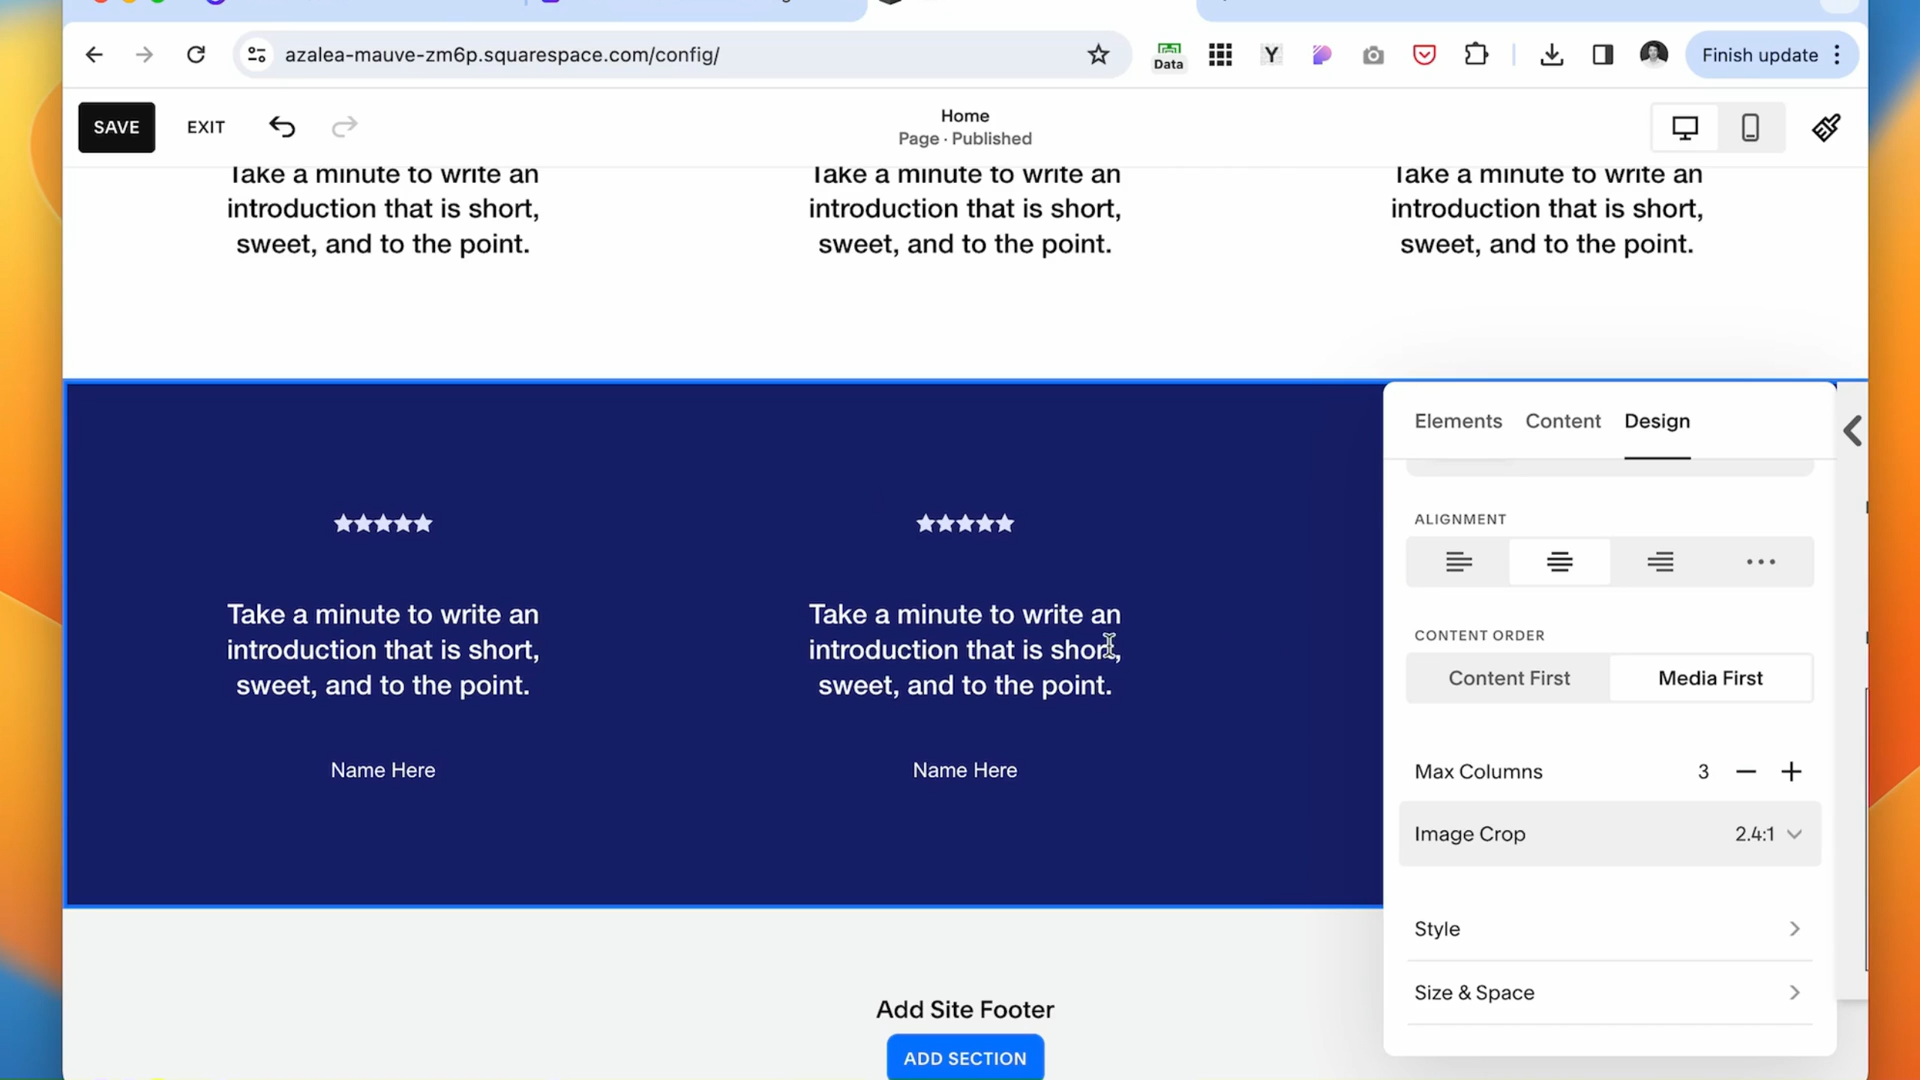 azalea-mauve-zm6p.squarespace.com/config/
Data
Y
Finish update
SAVE
EXIT
Home
Page · Published
Take a minute to write an
introduction that is short,
sweet, and to the point.
Take a minute to write an
introduction that is short,
sweet, and to the point.
Take a minute to write an
introduction that is short,
sweet, and to the point.
Take a minute to write an
introduction that is short,
sweet, and to the point.
Name Here
Take a minute to write an
introduction that is short,
sweet, and to the point.
Name Here
Elements
Content
Design
ALIGNMENT
CONTENT ORDER
Content First
Media First
Max Columns
3
Image Crop
2.4:1
Style
Size & Space
Add Site Footer
ADD SECTION